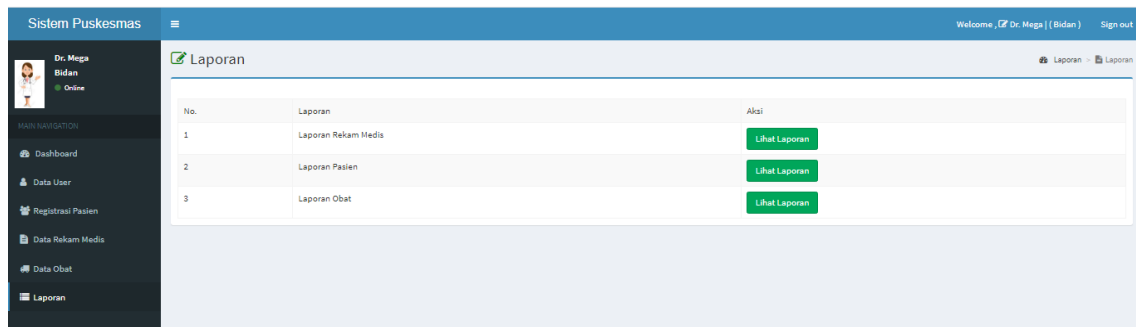 Sistem Puskesmas
Welcome , Dr. Mega | ( Bidan ) Sign out
Dr. Mega
Bidan
Online
MAIN NAVIGATION
Dashboard
Data User
Registrasi Pasien
Data Rekam Medis
Data Obat
Laporan
Laporan
Laporan > Laporan
No. Laporan Aksi
1 Laporan Rekam Medis Lihat Laporan
2 Laporan Pasien Lihat Laporan
3 Laporan Obat Lihat Laporan